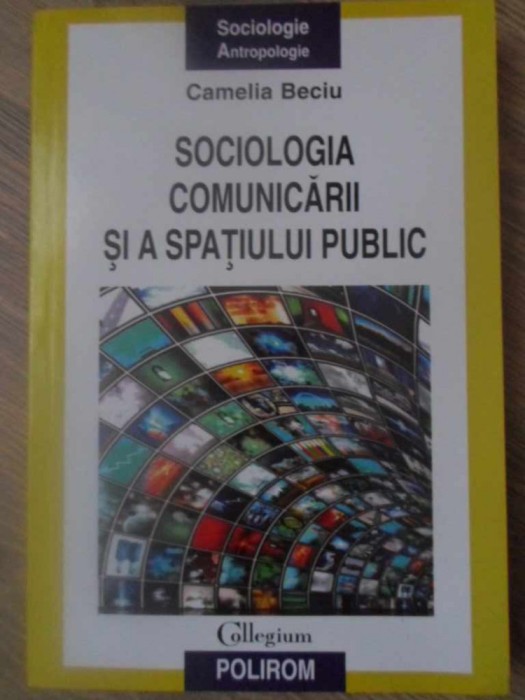 Sociologie
Antropologie
Camelia Beciu
SOCIOLOGIA
COMUNICĂRII
ŞI A SPAŢIULUI PUBLIC
Collegium
POLIROM